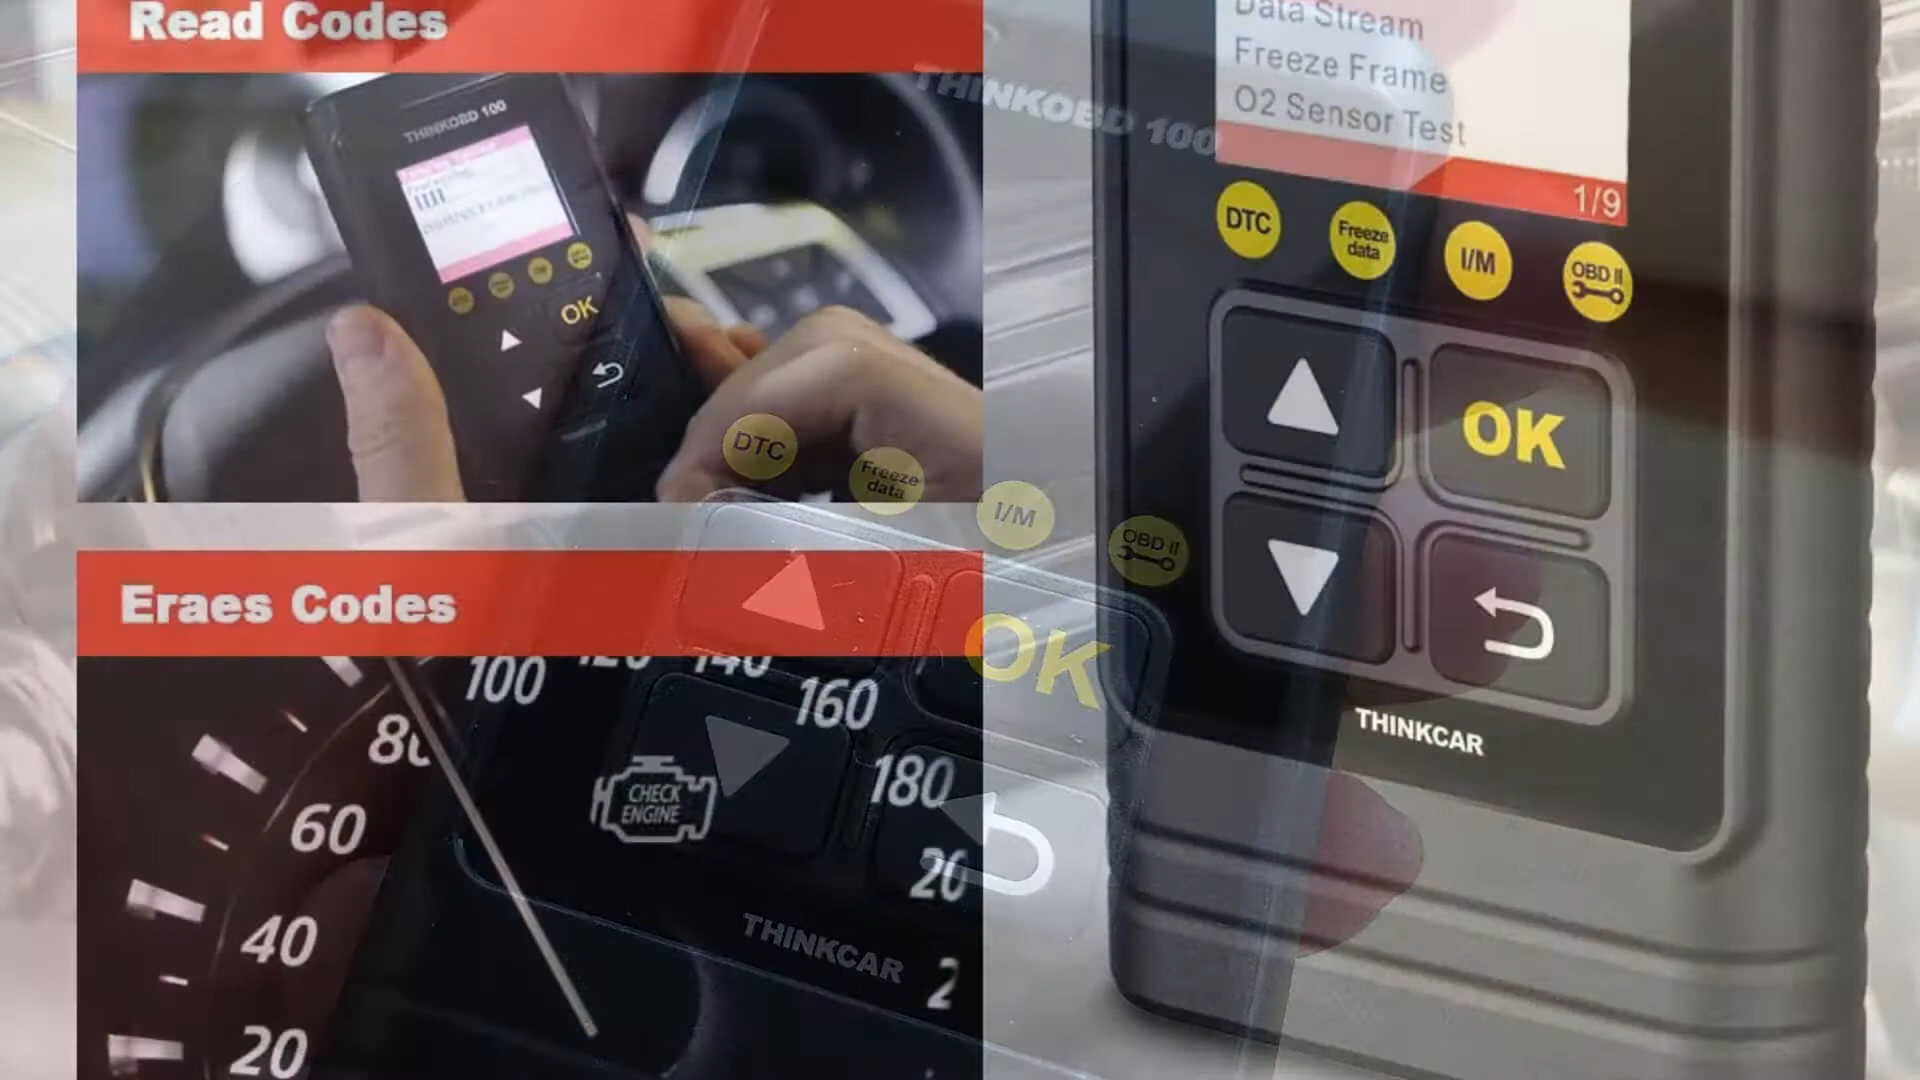 Read Codes
THINKOBD 100
OK
Eraes Codes
100
120
140
160
180
80
60
40
20
20
2
CHECK
ENGINE
THINKOBD 100
DTC
Freeze
data
I/M
OBD II
OK
THINKCAR
Data Stream
Freeze Frame
O2 Sensor Test
1/9
DTC
Freeze
data
I/M
OBD II
OK
THINKCAR